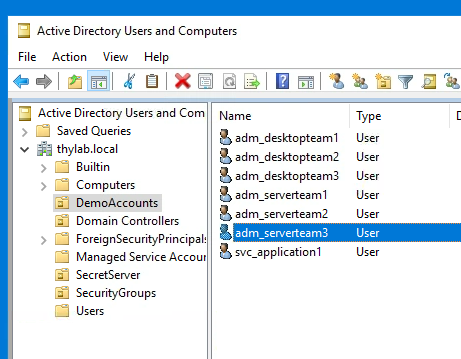 Active Directory Users and Computers
File Action View Help
Active Directory Users and Com
Saved Queries
thylab.local
Builtin
Computers
DemoAccounts
Domain Controllers
ForeignSecurityPrincipals
Managed Service Accour
SecretServer
SecurityGroups
Users
Name Type D
adm_desktopteam1 User
adm_desktopteam2 User
adm_desktopteam3 User
adm_serverteam1 User
adm_serverteam2 User
adm_serverteam3 User
svc_application1 User